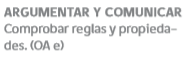 ARGUMENTAR Y COMUNICAR
Comprobar reglas y propieda-
des. (OA e)